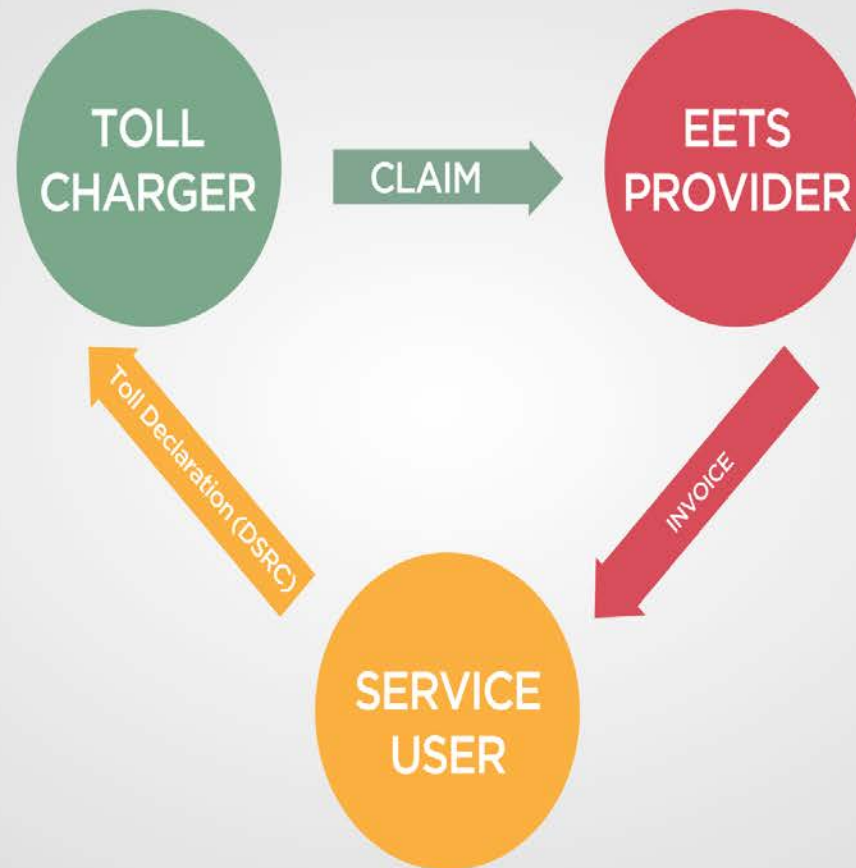 TOLL
CHARGER
CLAIM
EETS
PROVIDER
Toll Declaration (DSRC)
INVOICE
SERVICE
USER